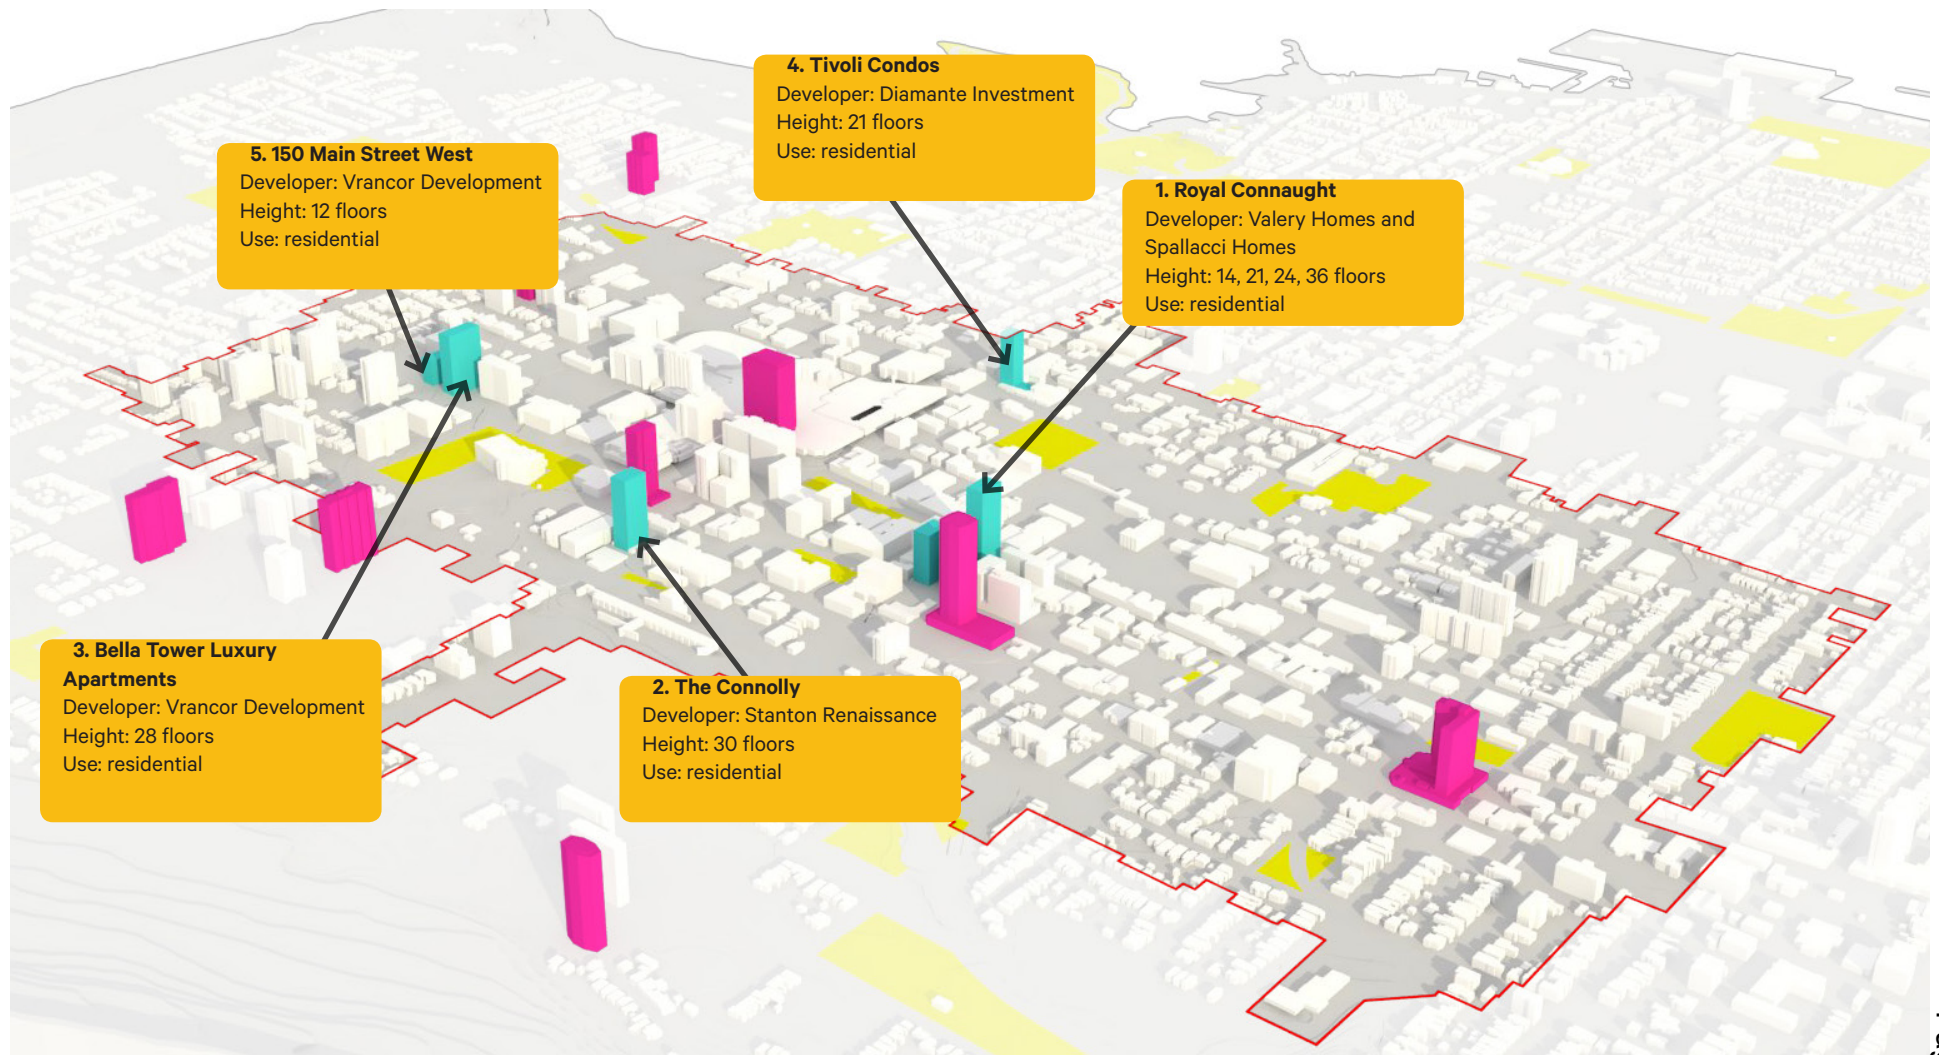 4. Tivoli Condos
Developer: Diamante Investment
Height: 21 floors
Use: residential
5. 150 Main Street West
Developer: Vrancor Development
Height: 12 floors
Use: residential
1. Royal Connaught
Developer: Valery Homes and
Spallacci Homes
Height: 14, 21, 24, 36 floors
Use: residential
3. Bella Tower Luxury
Apartments
Developer: Vrancor Development
Height: 28 floors
Use: residential
2. The Connolly
Developer: Stanton Renaissance
Height: 30 floors
Use: residential